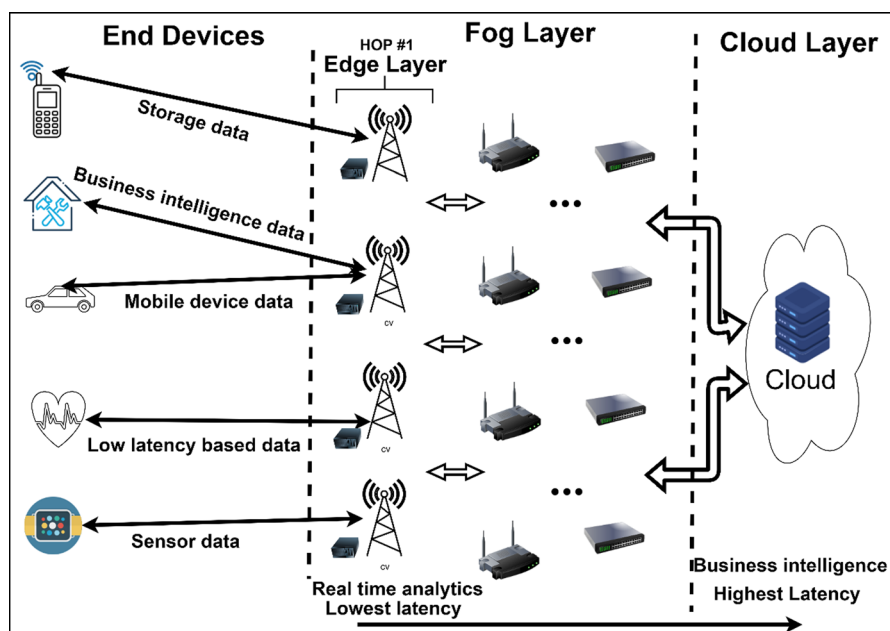 End Devices
HOP #1
Edge Layer
Fog Layer
Cloud Layer
Storage data
Business intelligence data
Mobile device data
cv
Low latency based data
cv
Sensor data
cv
Cloud
Real time analytics
Lowest latency
Business intelligence
Highest Latency